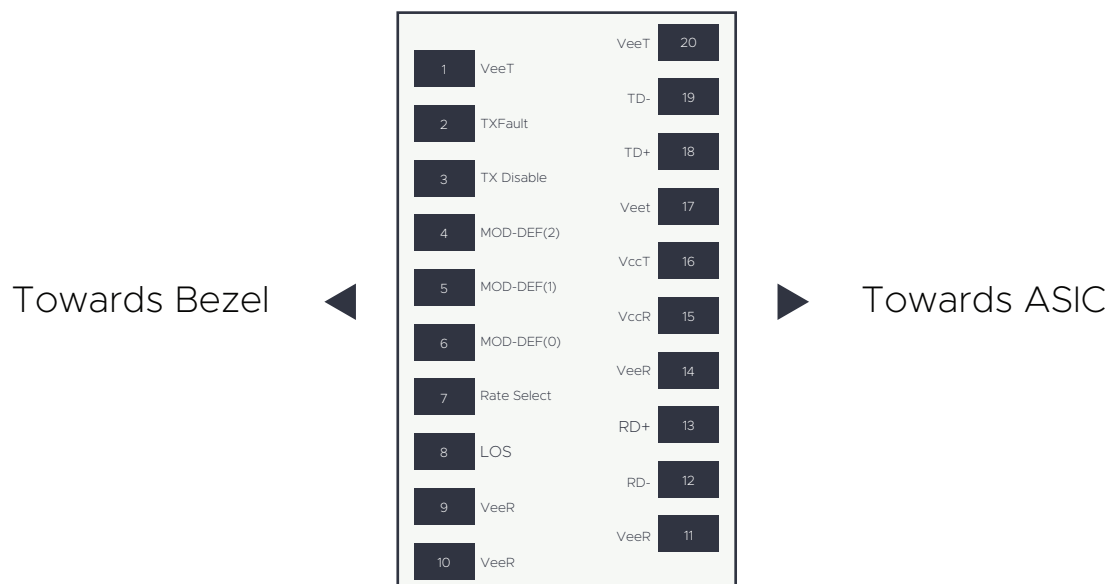 VeeT 20
1 VeeT
TD- 19
2 TXFault
TD+ 18
3 TX Disable
Veet 17
4 MOD-DEF(2)
VccT 16
5 MOD-DEF(1)
Towards Bezel
Towards ASIC
VccR 15
6 MOD-DEF(0)
VeeR 14
7 Rate Select
RD+ 13
8 LOS
RD- 12
9 VeeR
VeeR 11
10 VeeR